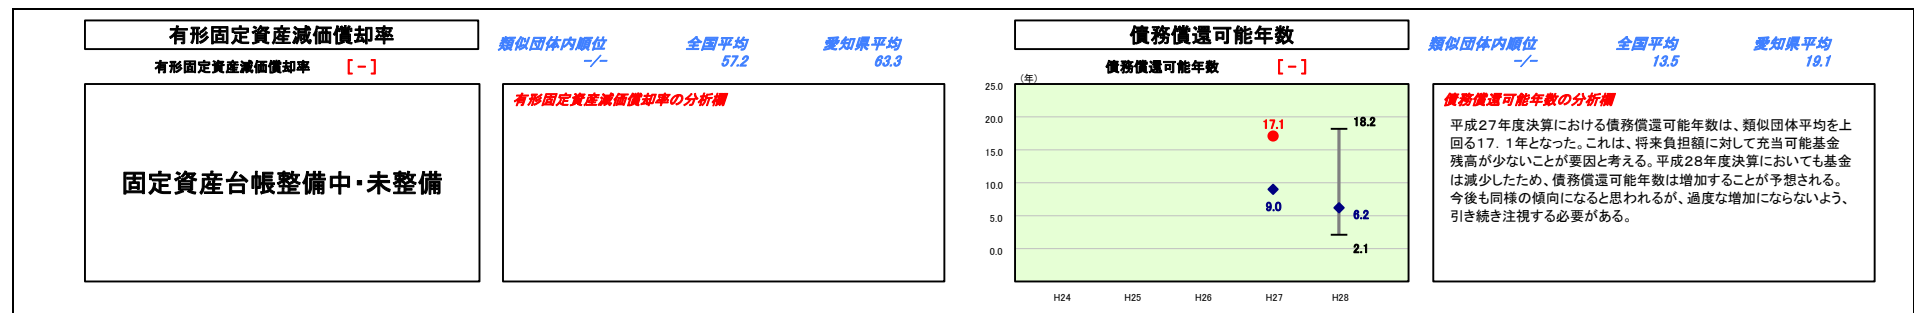 有形固定資産減価償却率
有形固定資産減価償却率 [-]
類似団体内順位 全国平均 愛知県平均
-/- 57.2 63.3
固定資産台帳整備中・未整備
有形固定資産減価償却率の分析欄
債務償還可能年数
債務償還可能年数 [-]
類似団体内順位 全国平均 愛知県平均
-/- 13.5 19.1
(年)
25.0
20.0
15.0
10.0
5.0
0.0
17.1
9.0
18.2
6.2
2.1
H24 H25 H26 H27 H28
債務償還可能年数の分析欄
平成27年度決算における債務償還可能年数は、類似団体平均を上
回る17.1年となった。これは、将来負担額に対して充当可能基金
残高が少ないことが要因と考える。平成28年度決算においても基金
は減少したため、債務償還可能年数は増加することが予想される。
今後も同様の傾向になると思われるが、過度な増加にならないよう、
引き続き注視する必要がある。